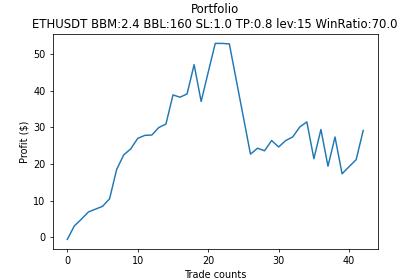 Portfolio
ETHUSDT BBM:2.4 BBL:160 SL:1.0 TP:0.8 lev:15 WinRatio:70.0
50
40
30
20
10
0
Profit ($)
0 10 20 30 40
Trade counts